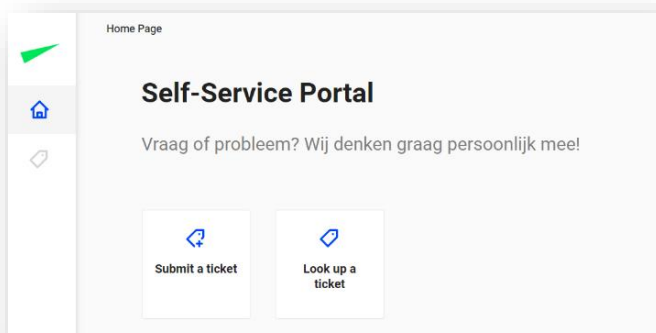 Home Page
Self-Service Portal
Vraag of probleem? Wij denken graag persoonlijk mee!
Submit a ticket
Look up a
ticket